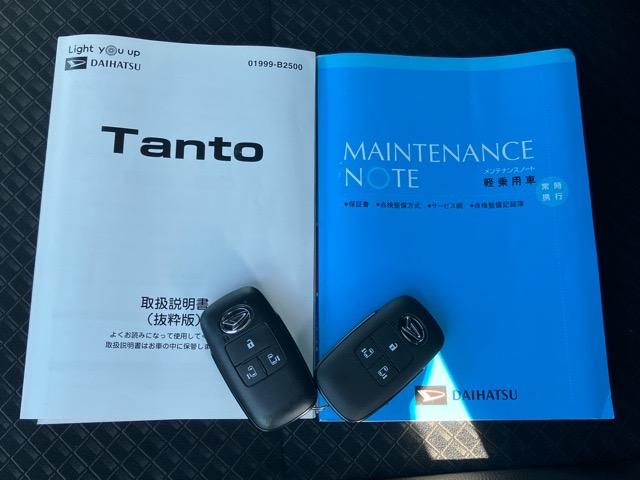 Light you up
DAIHATSU
01999-B2500
Tanto
取扱説明書
（抜粋版）
よくお読みになって使用して
取扱説明書はお車の中に保管し
MAINTENANCE
NOTE
メンテナンスノート
軽乗用車
常時
携行
●保証書 ●点検整備方式 ●サービス網 ●点検整備記録簿
DAIHATSU